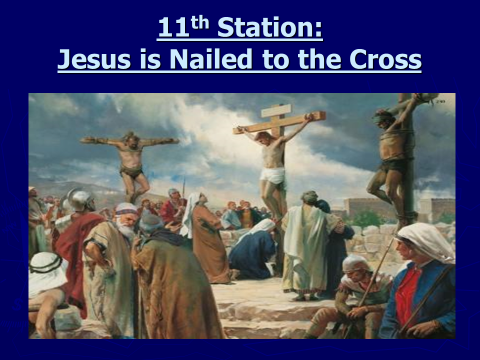 11th Station:
Jesus is Nailed to the Cross